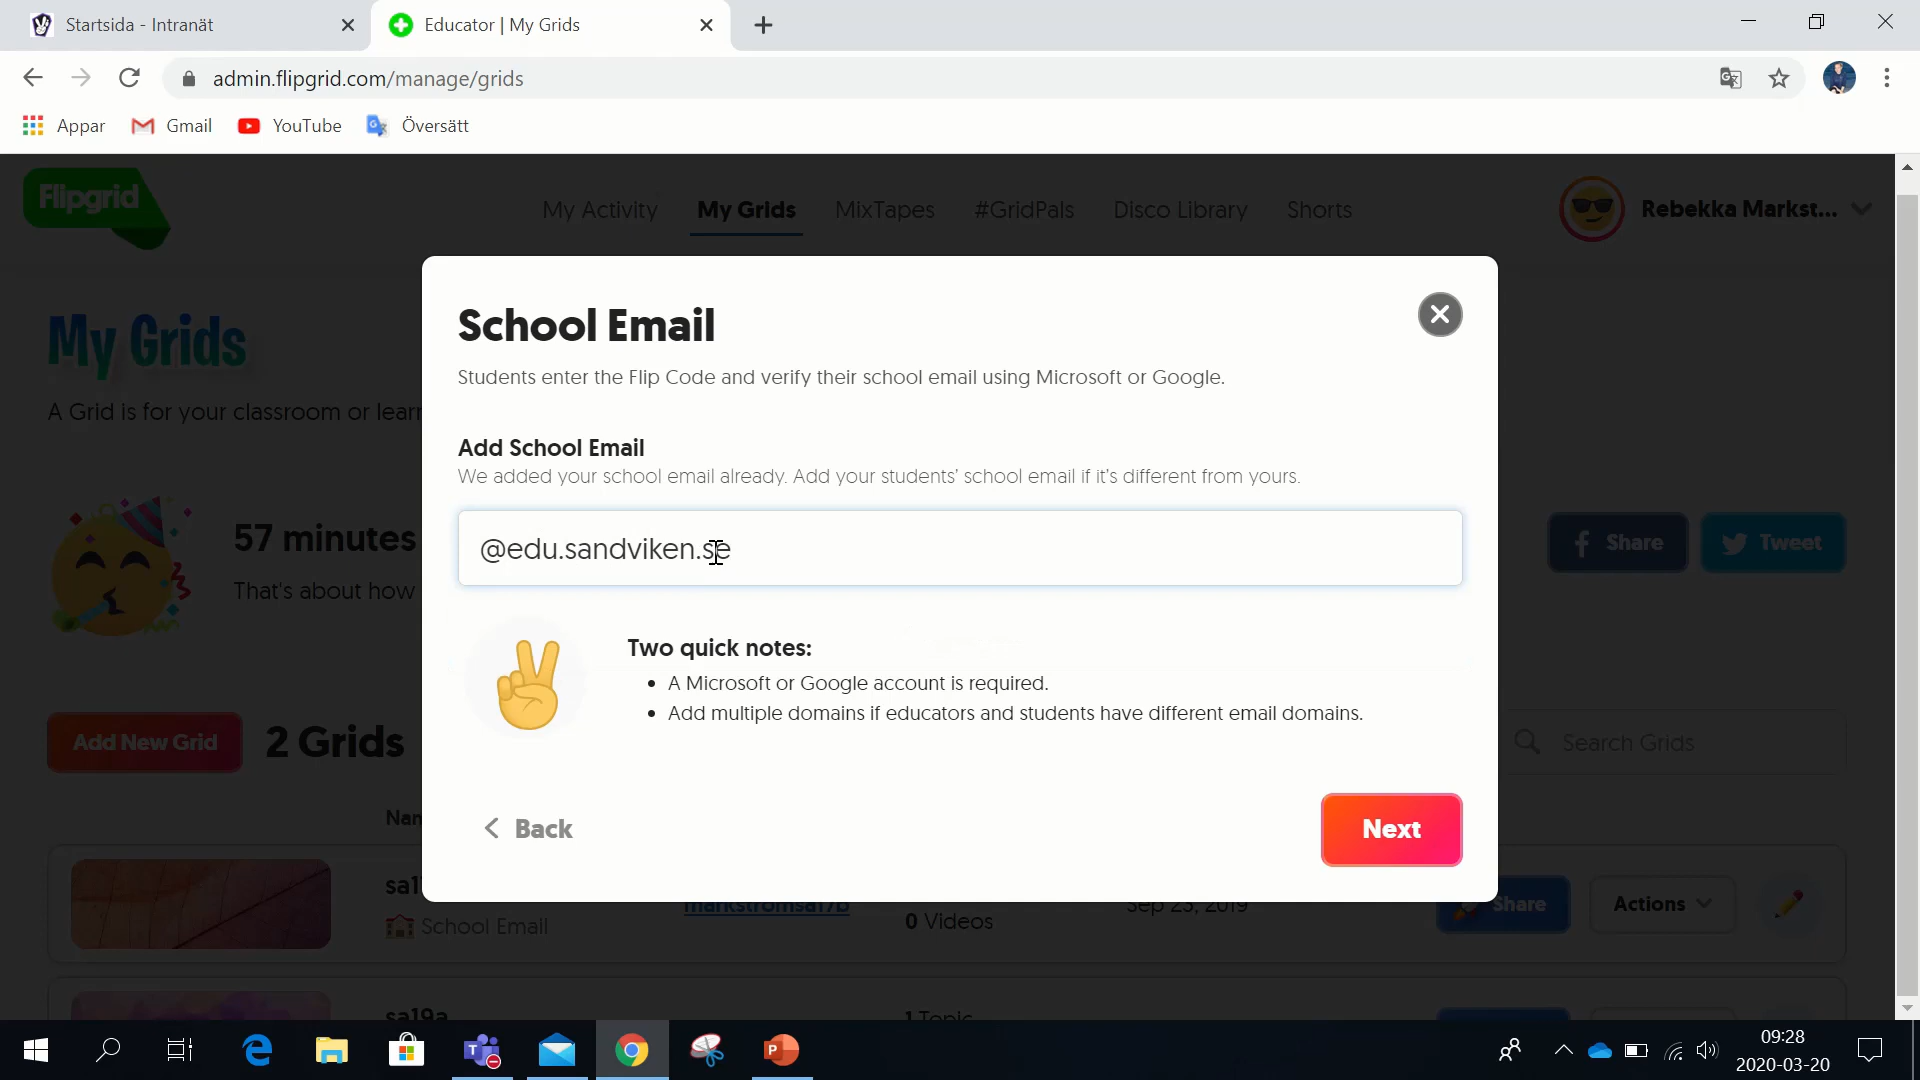 Startsida - Intranät
Educator | My Grids
admin.flipgrid.com/manage/grids
Appar
Gmail
YouTube
Översätt
Flipgrid
My Activity
My Grids
MixTapes
#GridPals
Disco Library
Shorts
Rebekka Markst...
My Grids
A Grid is for your classroom or lear
57 minutes
That's about how
Share
Tweet
School Email
Students enter the Flip Code and verify their school email using Microsoft or Google.
Add School Email
We added your school email already. Add your students’ school email if it’s different from yours.
@edu.sandviken.se
Two quick notes:
• A Microsoft or Google account is required.
• Add multiple domains if educators and students have different email domains.
Back
Next
Add New Grid
2 Grids
Search Grids
School Email
markstromsa17b
0 Videos
Sep 23, 2019
Share
Actions
sa19a
1 Topic
09:28
2020-03-20